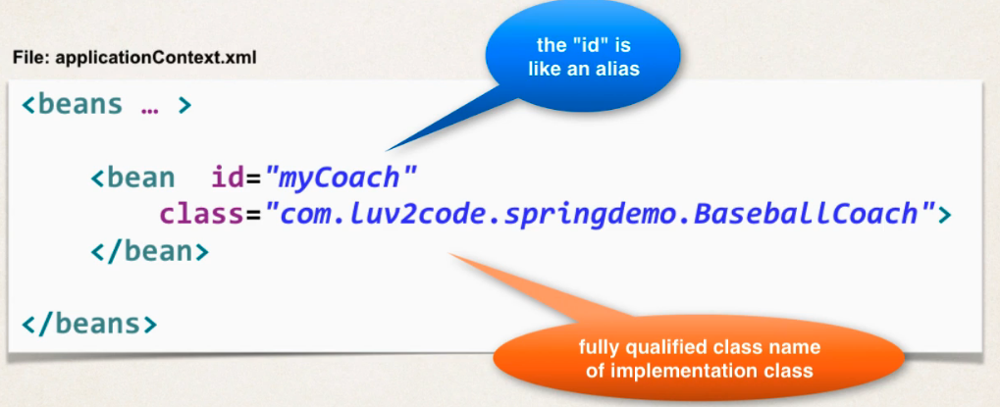 the "id" is
like an alias
File: applicationContext.xml
<beans … >
<bean id="myCoach"
class="com.luv2code.springdemo.BaseballCoach">
</bean>
</beans>
fully qualified class name
of implementation class